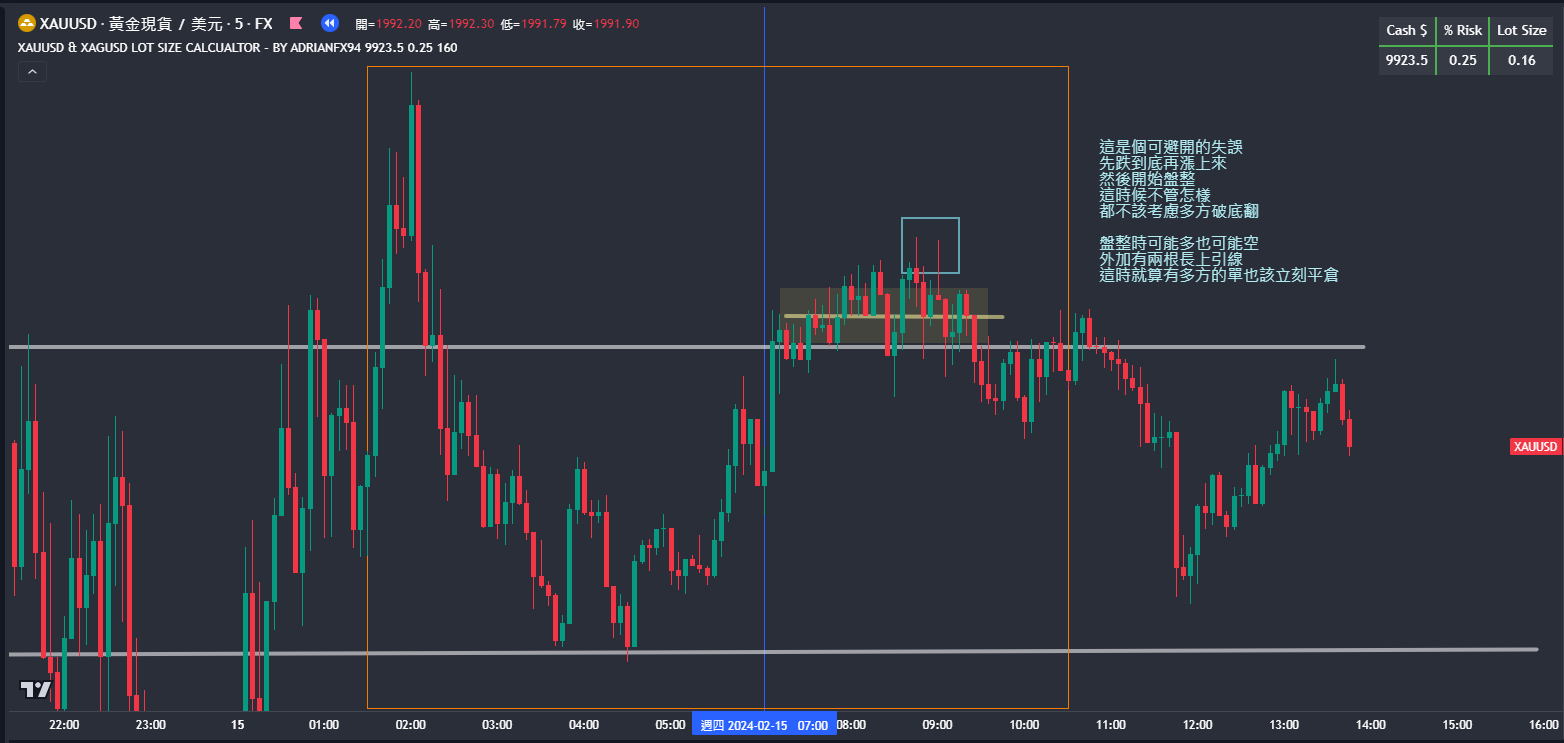 XAUUSD · 黃金現貨 / 美元 · 5 · FX 開=1992.20 高=1992.30 低=1991.79 收=1991.90
XAUUSD & XAGUSD LOT SIZE CALCUALTOR - BY ADRIANFX94 9923.5 0.25 160
Cash $ % Risk Lot Size
9923.5 0.25 0.16
這是個可避開的失誤
先跌到底再漲上來
然後開始盤整
這時候不管怎樣
都不該考慮多方破底翻
盤整時可能多也可能空
外加有兩根長上引線
這時就算有多方的單也該立刻平倉
XAUUSD
22:00 23:00 15 01:00 02:00 03:00 04:00 05:00 週四 2024-02-15 07:00 08:00 09:00 10:00 11:00 12:00 13:00 14:00 15:00 16:00